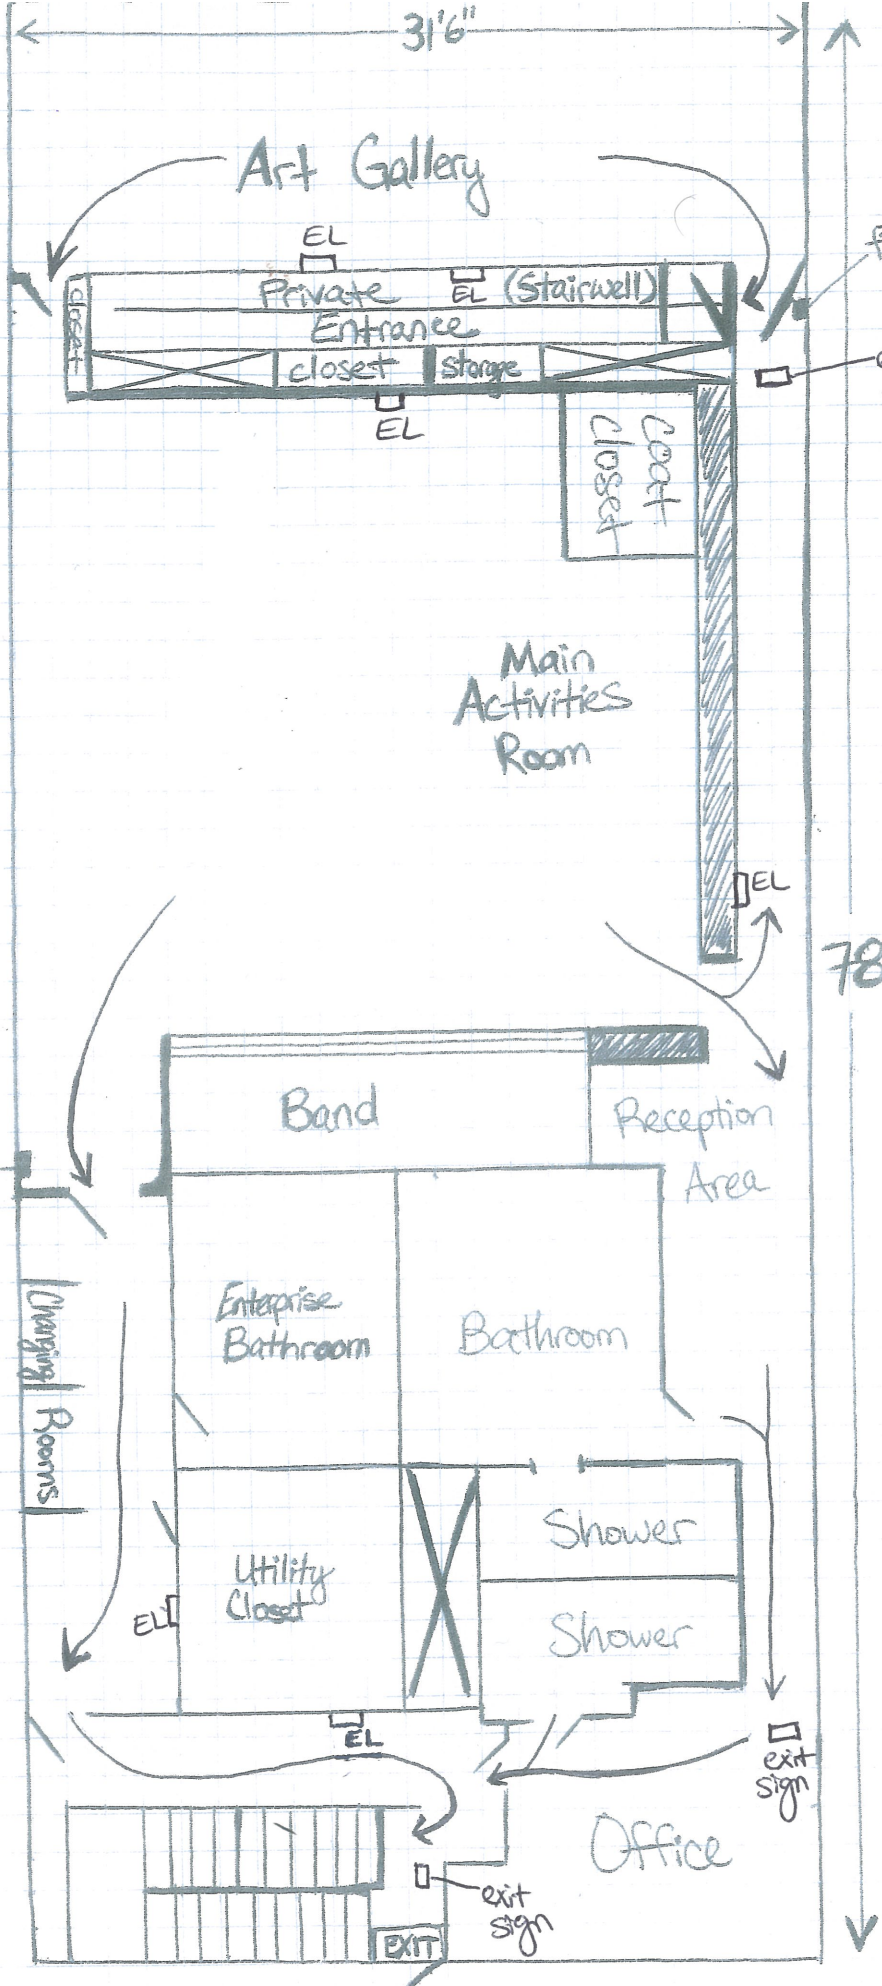 31'6"
Art Gallery
EL
Private
EL
(Stairwell)
closet
Entrance
closet
storage
EL
Coat
Closet
Main
Activities
Room
EL
78
Band
Reception
Area
Enterprise
Bathroom
Bathroom
Changing Rooms
Shower
Utility
Closet
EL
Shower
EL
exit
sign
Office
exit
sign
EXIT